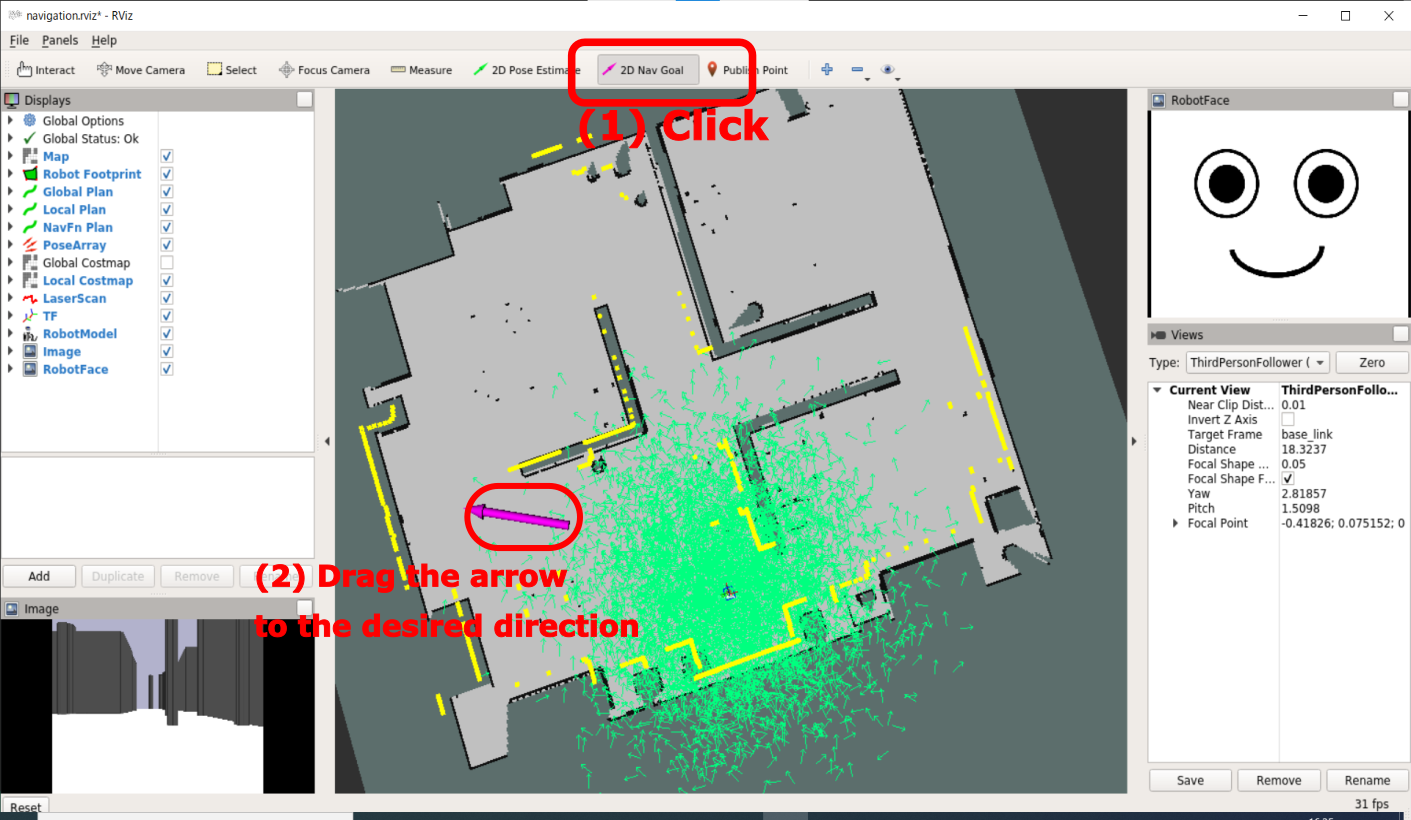 navigation.rviz* - RViz
File Panels Help
Interact Move Camera Select Focus Camera Measure 2D Pose Estimate 2D Nav Goal Publish Point
(1) Click
Displays
Global Options
Global Status: Ok
Map
Robot Footprint
Global Plan
Local Plan
NavFn Plan
PoseArray
Global Costmap
Local Costmap
LaserScan
TF
RobotModel
Image
RobotFace
Add Duplicate Remove
(2) Drag the arrow
to the desired direction
Image
Reset
RobotFace
Views
Type: ThirdPersonFollower ( Zero
Current View ThirdPersonFollo...
Near Clip Dist... 0.01
Invert Z Axis
Target Frame base_link
Distance 18.3237
Focal Shape ... 0.05
Focal Shape F...
Yaw 2.81857
Pitch 1.5098
Focal Point -0.41826; 0.075152; 0
Save Remove Rename
31 fps